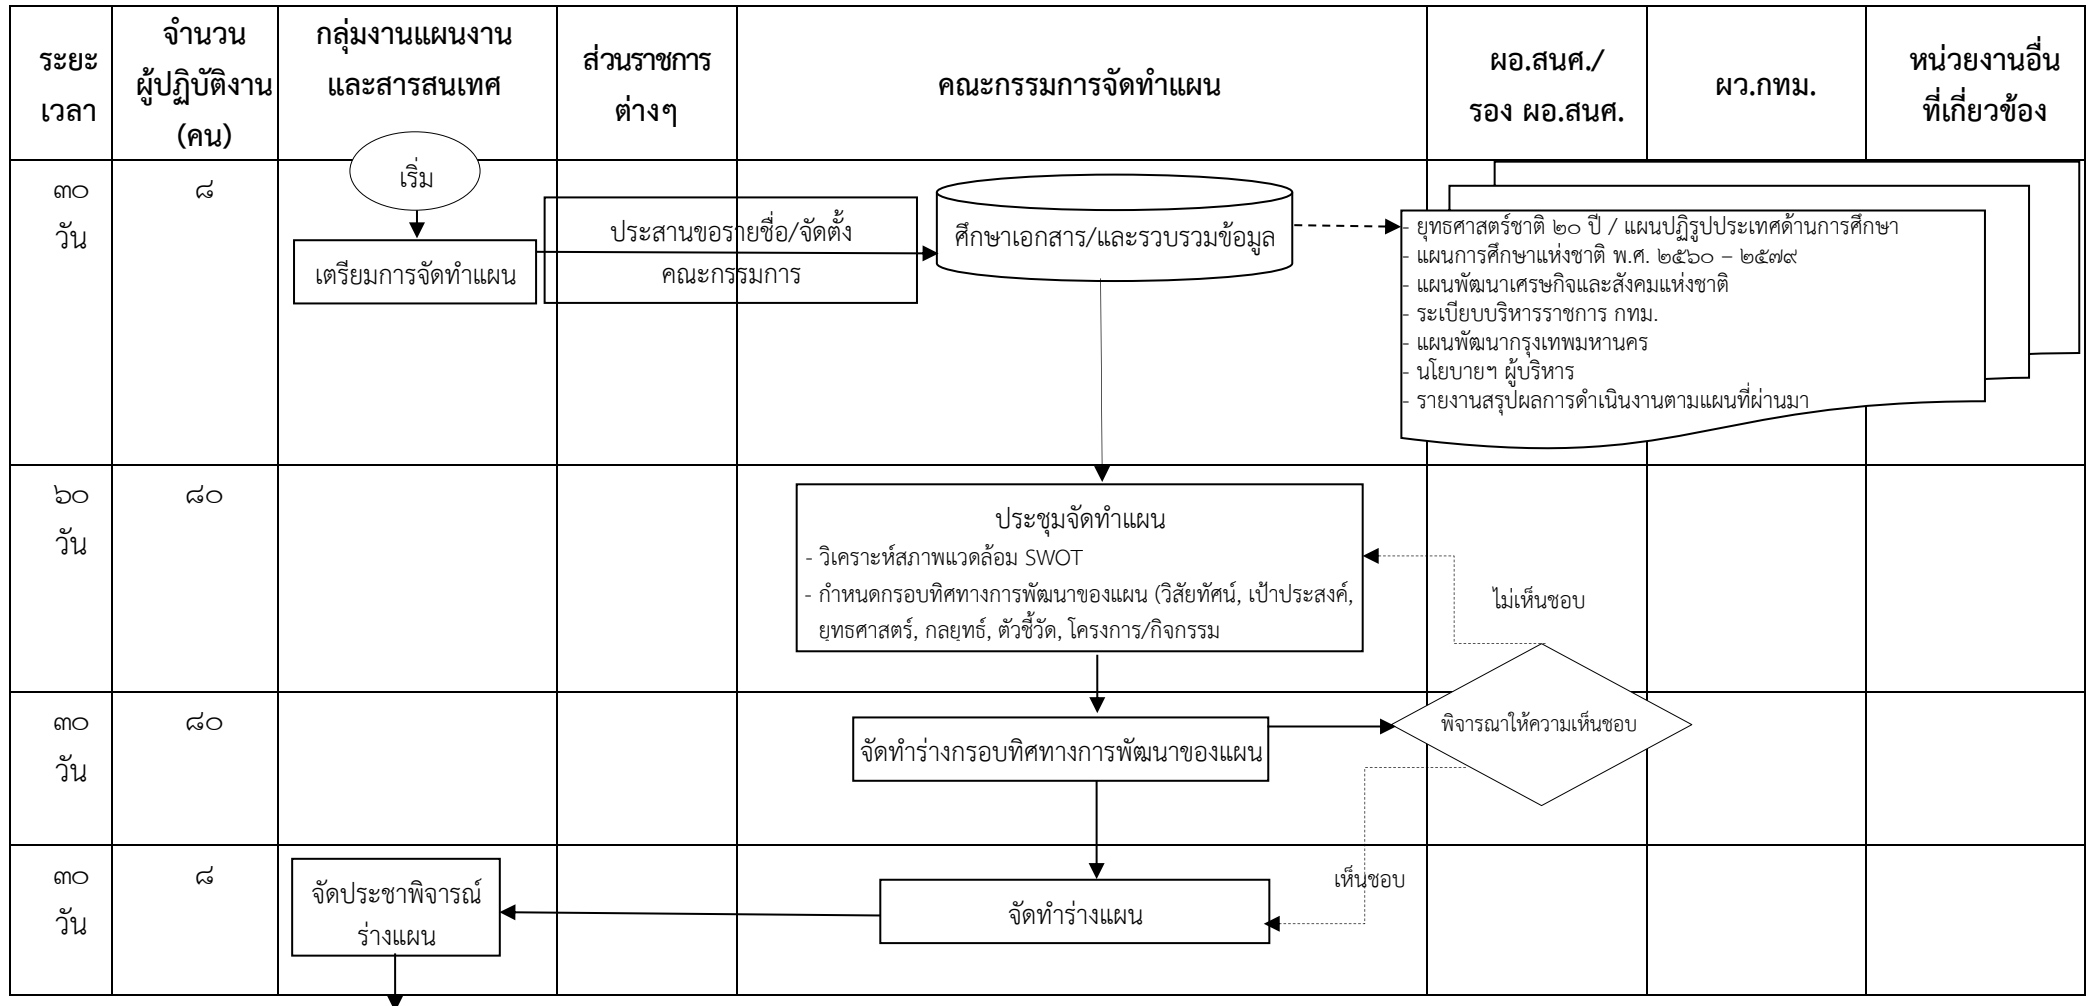 ระยะ
เวลา
จำนวน
ผู้ปฏิบัติงาน
(คน)
กลุ่มงานแผนงาน
และสารสนเทศ
ส่วนราชการ
ต่างๆ
คณะกรรมการจัดทำแผน
ผอ.สนศ./
รอง ผอ.สนศ.
ผว.กทม.
หน่วยงานอื่น
ที่เกี่ยวข้อง
๓๐
วัน
๘
เริ่ม
เตรียมการจัดทำแผน
ประสานขอรายชื่อ/จัดตั้ง
คณะกรรมการ
ศึกษาเอกสาร/และรวบรวมข้อมูล
- ยุทธศาสตร์ชาติ ๒๐ ปี / แผนปฏิรูปประเทศด้านการศึกษา
- แผนการศึกษาแห่งชาติ พ.ศ. ๒๕๖๐ – ๒๕๗๙
- แผนพัฒนาเศรษฐกิจและสังคมแห่งชาติ
- ระเบียบบริหารราชการ กทม.
- แผนพัฒนากรุงเทพมหานคร
- นโยบายฯ ผู้บริหาร
- รายงานสรุปผลการดำเนินงานตามแผนที่ผ่านมา
๖๐
วัน
๘๐
ประชุมจัดทำแผน
- วิเคราะห์สภาพแวดล้อม SWOT
- กำหนดกรอบทิศทางการพัฒนาของแผน (วิสัยทัศน์, เป้าประสงค์,
ยุทธศาสตร์, กลยุทธ์, ตัวชี้วัด, โครงการ/กิจกรรม
ไม่เห็นชอบ
๓๐
วัน
๘๐
จัดทำร่างกรอบทิศทางการพัฒนาของแผน
พิจารณาให้ความเห็นชอบ
๓๐
วัน
๘
จัดประชาพิจารณ์
ร่างแผน
จัดทำร่างแผน
เห็นชอบ